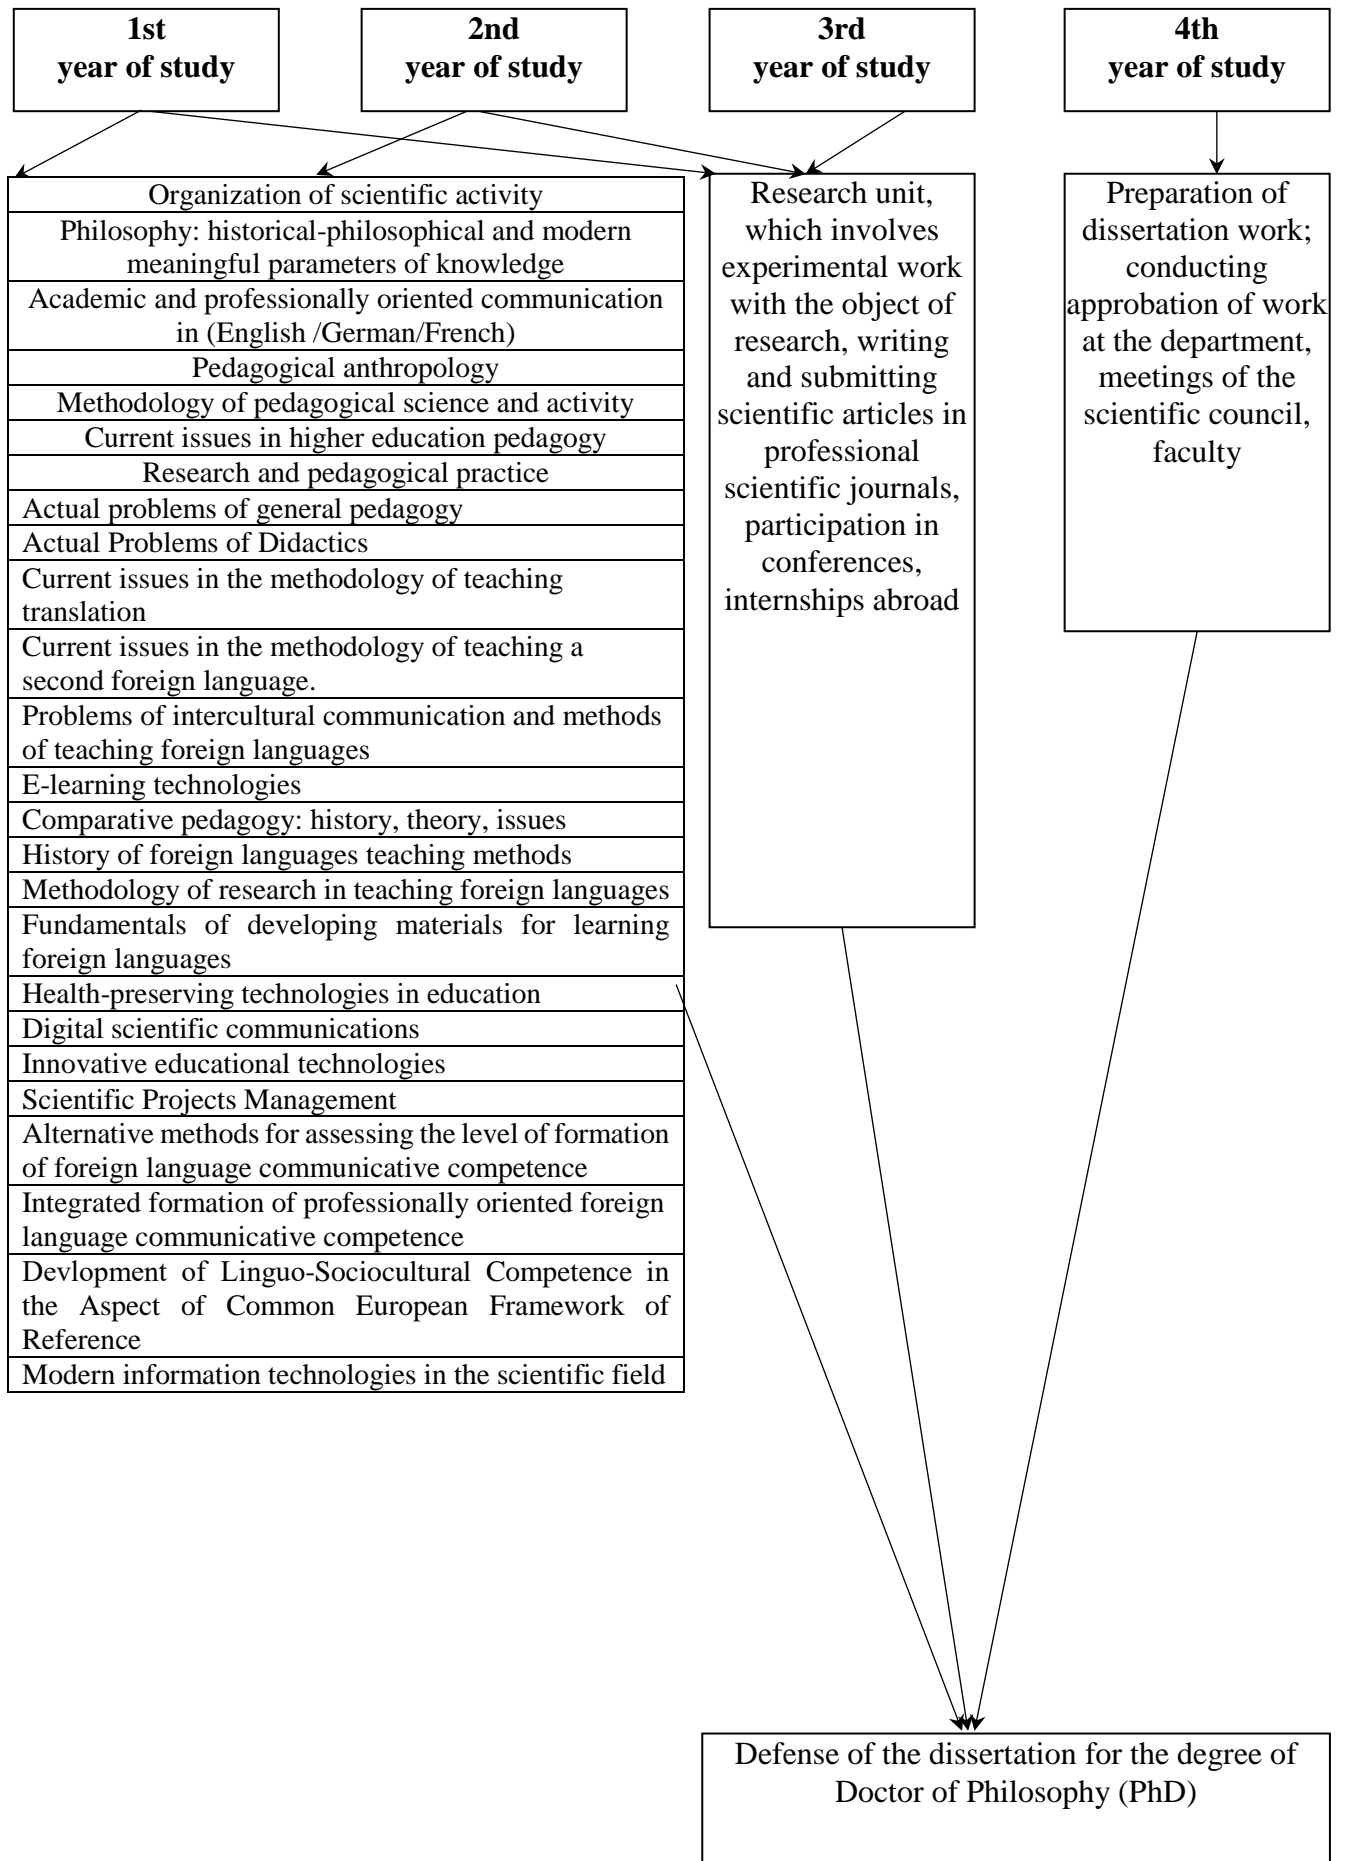 1st
year of study
2nd
year of study
3rd
year of study
4th
year of study
Organization of scientific activity
Philosophy: historical-philosophical and modern
meaningful parameters of knowledge
Academic and professionally oriented communication
in (English /German/French)
Pedagogical anthropology
Methodology of pedagogical science and activity
Current issues in higher education pedagogy
Research and pedagogical practice
Actual problems of general pedagogy
Actual Problems of Didactics
Current issues in the methodology of teaching
translation
Current issues in the methodology of teaching a
second foreign language.
Problems of intercultural communication and methods
of teaching foreign languages
E-learning technologies
Comparative pedagogy: history, theory, issues
History of foreign languages teaching methods
Methodology of research in teaching foreign languages
Fundamentals of developing materials for learning
foreign languages
Health-preserving technologies in education
Digital scientific communications
Innovative educational technologies
Scientific Projects Management
Alternative methods for assessing the level of formation
of foreign language communicative competence
Integrated formation of professionally oriented foreign
language communicative competence
Devlopment of Linguo-Sociocultural Competence in
the Aspect of Common European Framework of
Reference
Modern information technologies in the scientific field
Research unit,
which involves
experimental work
with the object of
research, writing
and submitting
scientific articles in
professional
scientific journals,
participation in
conferences,
internships abroad
Preparation of
dissertation work;
conducting
approbation of work
at the department,
meetings of the
scientific council,
faculty
Defense of the dissertation for the degree of
Doctor of Philosophy (PhD)